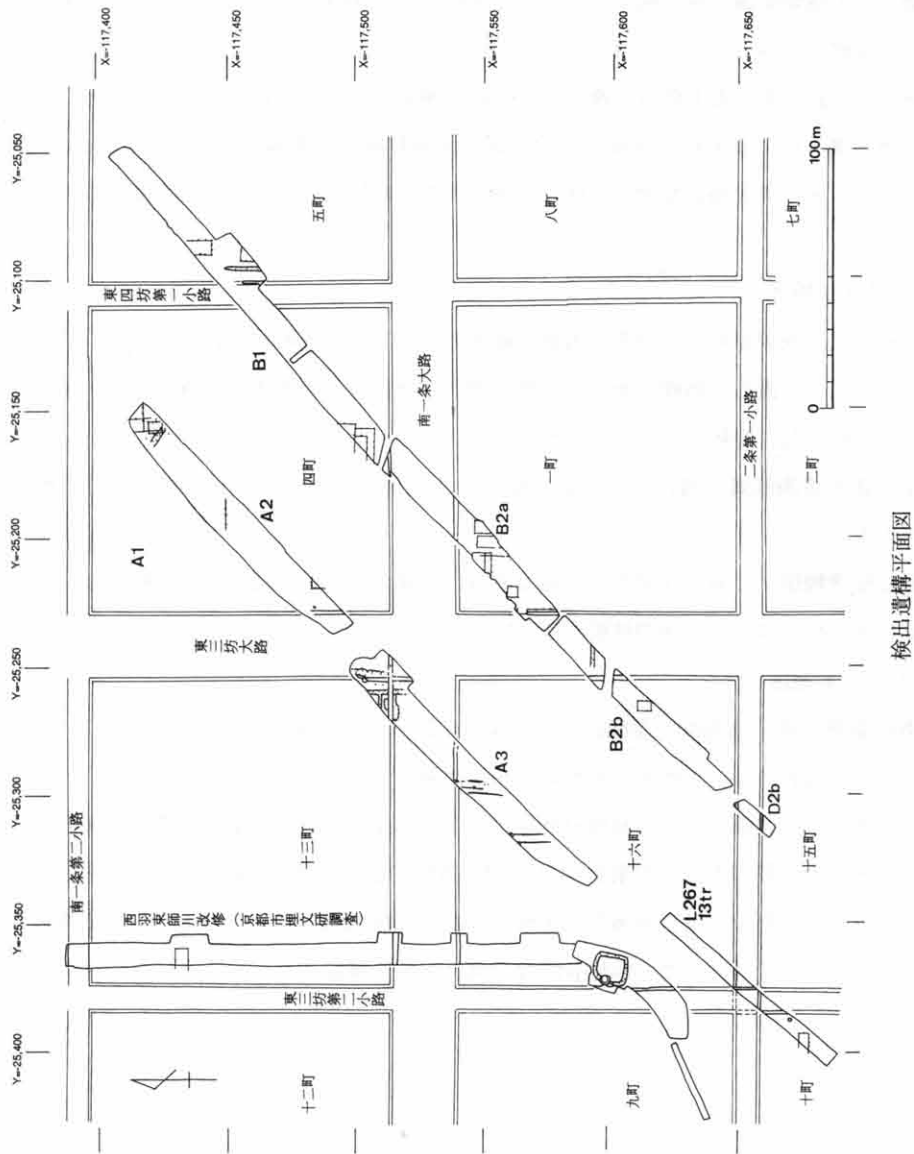 X=-117,400
X=-117,450
X=-117,500
X=-117,550
X=-117,600
X=-117,650
Y=-25,050
Y=-25,100
Y=-25,150
Y=-25,200
Y=-25,250
Y=-25,300
Y=-25,350
Y=-25,400
五町
八町
七町
東四坊第一小路
B1
南一条大路
四町
一町
二条第一小路
二町
A1
A2
B2a
東三坊大路
B2b
A3
D2b
南一条第二小路
十三町
十六町
十五町
西羽束師川改修（京都市埋文研調査）
L267
13tr
東三坊第二小路
十二町
九町
十町
0
100m
検出遺構平面図